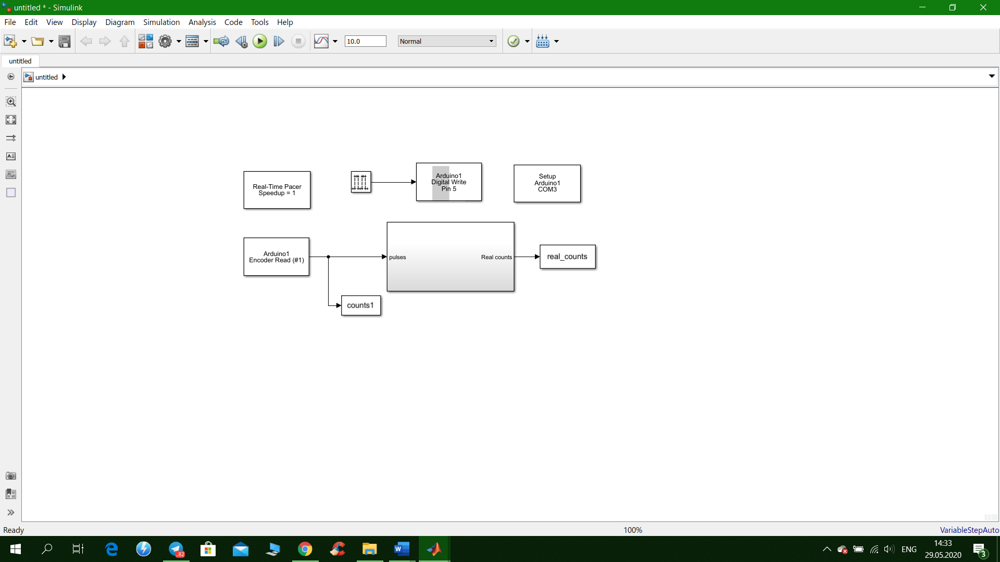 untitled * - Simulink
File Edit View Display Diagram Simulation Analysis Code Tools Help
10.0
Normal
untitled
untitled
Real-Time Pacer
Speedup = 1
Arduino1
Digital Write
Pin 5
Setup
Arduino1
COM3
Arduino1
Encoder Read (#1)
pulses
Real counts
real_counts
counts1
Ready
100%
VariableStepAuto
..82
ENG
14:33
29.05.2020
3